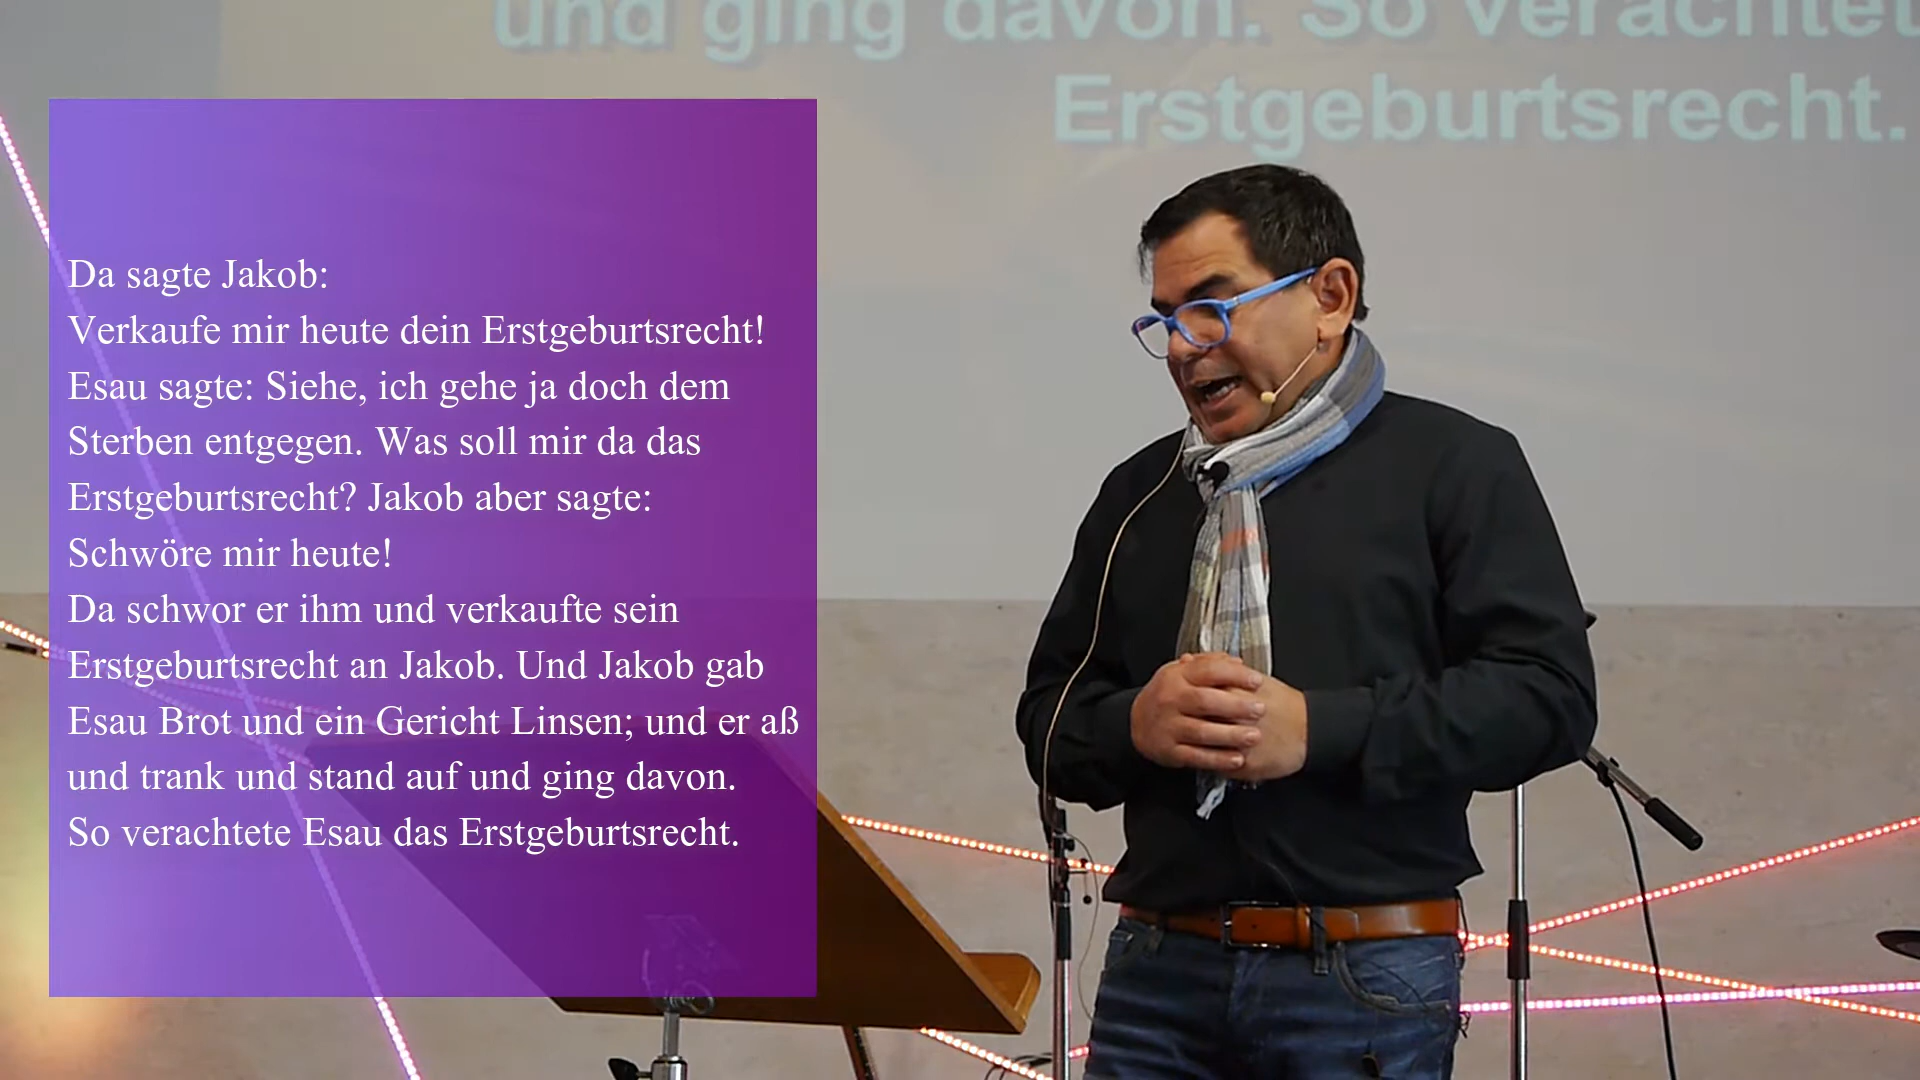 und ging davon. So verachtet
Erstgeburtsrecht.
Da sagte Jakob:
Verkaufe mir heute dein Erstgeburtsrecht!
Esau sagte: Siehe, ich gehe ja doch dem
Sterben entgegen. Was soll mir da das
Erstgeburtsrecht? Jakob aber sagte:
Schwöre mir heute!
Da schwor er ihm und verkaufte sein
Erstgeburtsrecht an Jakob. Und Jakob gab
Esau Brot und ein Gericht Linsen; und er aß
und trank und stand auf und ging davon.
So verachtete Esau das Erstgeburtsrecht.